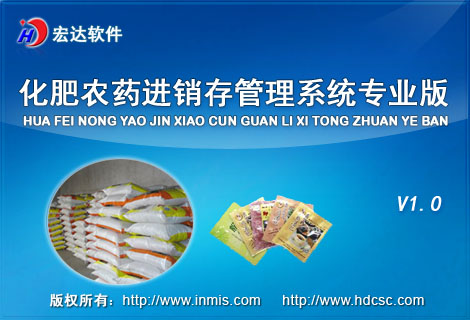 宏达软件
化肥农药进销存管理系统专业版
HUA FEI NONG YAO JIN XIAO CUN GUAN LI XI TONG ZHUAN YE BAN
V1.0
版权所有：http://www.inmis.com http://www.hdcsc.com